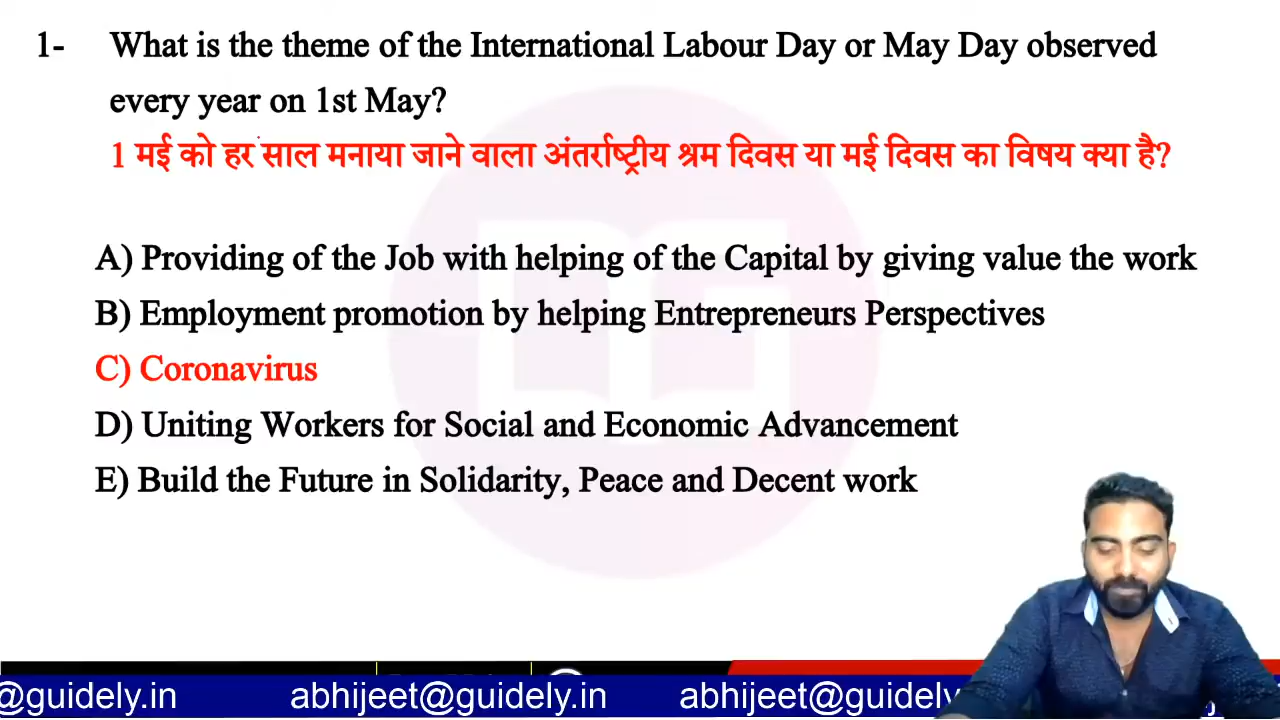 1- What is the theme of the International Labour Day or May Day observed
every year on 1st May?
1 मई को हर साल मनाया जाने वाला अंतर्राष्ट्रीय श्रम दिवस या मई दिवस का विषय क्या है?
A) Providing of the Job with helping of the Capital by giving value the work
B) Employment promotion by helping Entrepreneurs Perspectives
C) Coronavirus
D) Uniting Workers for Social and Economic Advancement
E) Build the Future in Solidarity, Peace and Decent work
@guidely.in abhijeet@guidely.in abhijeet@guidely